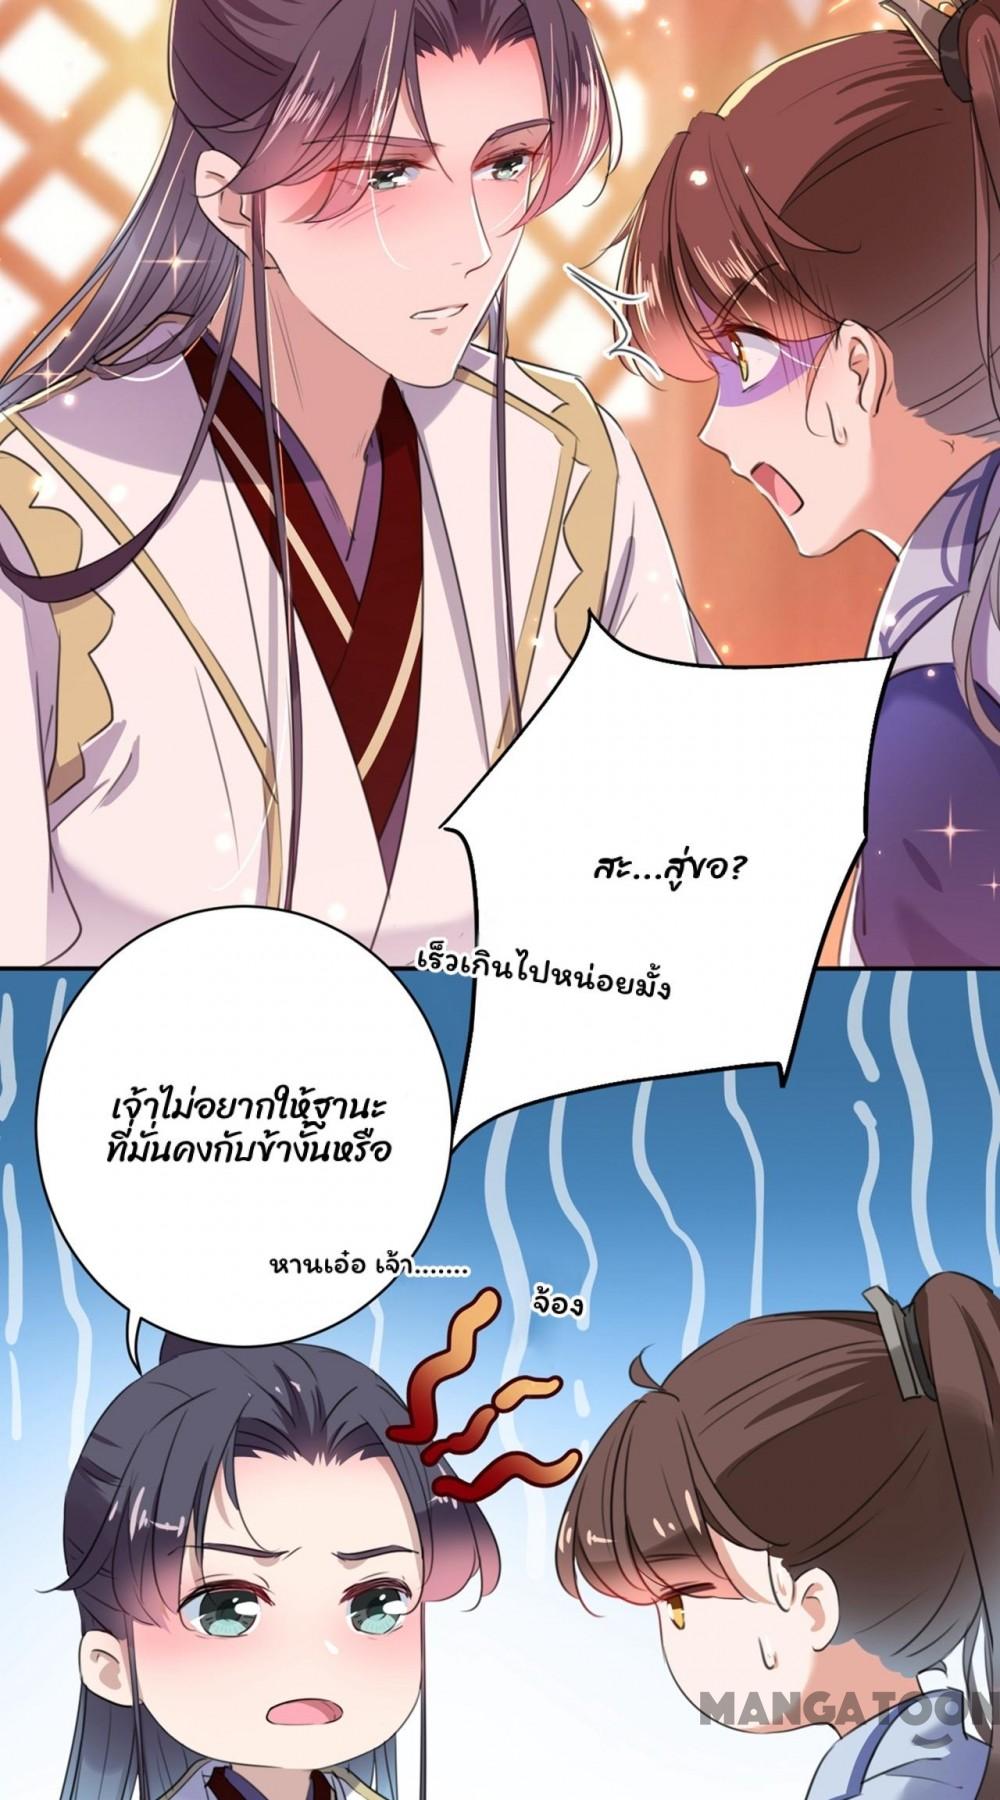 สะ...สู่ขอ?
เร็วเกินไปหน่อยมั้ง
เจ้าไม่อยากให้ฐานะ
ที่มั่นคงกับข้างั้นหรือ
หานเอ๋อ เจ้า.......
จ้อง
MANGATOON